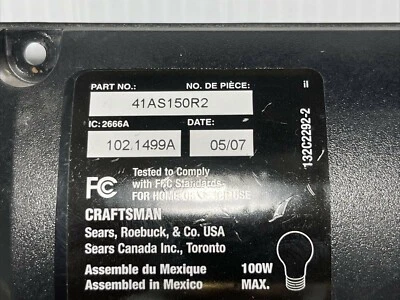 PART NO.: NO. DE PIÈCE:
41AS150R2
IC: 2666A DATE:
102.1499A 05/07
FC Tested to Comply
with FCC Standards
FOR HOME OR OFFICE USE
CRAFTSMAN
Sears, Roebuck, & Co. USA
Sears Canada Inc., Toronto
Assemble du Mexique 100W
Assembled in Mexico MAX.
132C2292-2